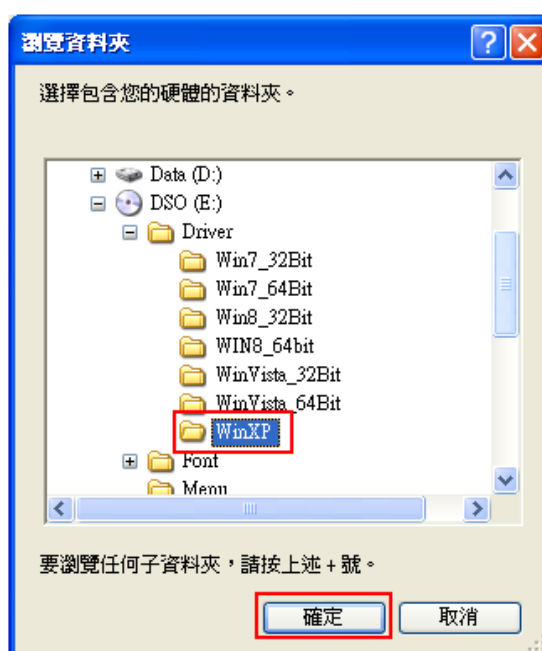 瀏覽資料夾
選擇包含您的硬體的資料夾。
Data (D:)
DSO (E:)
Driver
Win7_32Bit
Win7_64Bit
Win8_32Bit
WIN8_64bit
WinVista_32Bit
WinVista_64Bit
WinXP
Font
Menu
要瀏覽任何子資料夾，請按上述 + 號。
確定 取消